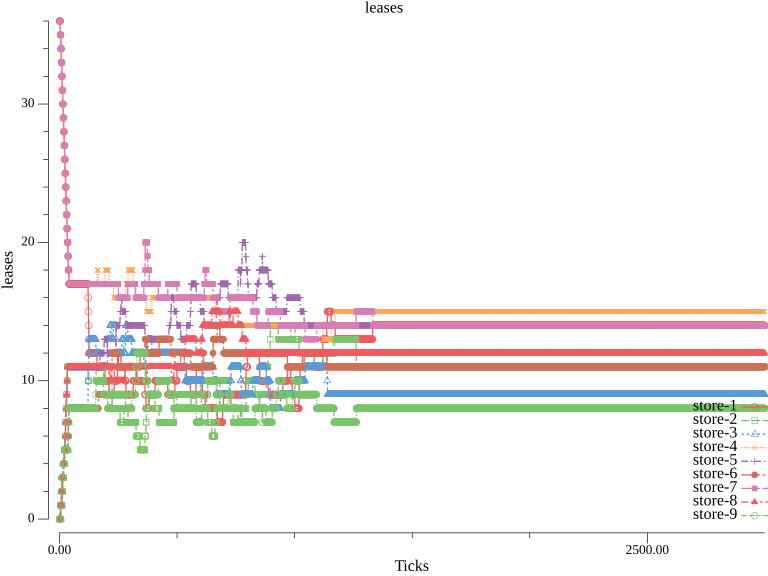 leases
30
20
10
0
leases
store-1
store-2
store-3
store-4
store-5
store-6
store-7
store-8
store-9
0.00
2500.00
Ticks